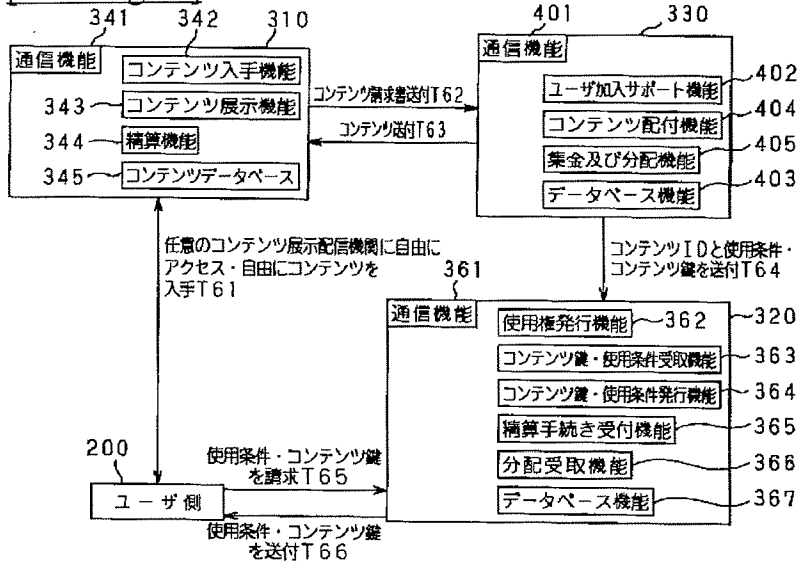 341
342
310
通信機能
コンテンツ入手機能
343
コンテンツ展示機能
344
精算機能
345
コンテンツデータベース
コンテンツ請求書送付T62
コンテンツ送付T63
401
330
通信機能
402
ユーザ加入サポート機能
404
コンテンツ配付機能
405
集金及び分配機能
403
データベース機能
任意のコンテンツ展示配信機関に自由に
アクセス・自由にコンテンツを
入手T61
コンテンツIDと使用条件・
コンテンツ鍵を送付T64
361
通信機能
320
使用権発行機能
362
コンテンツ鍵・使用条件受取機能
363
コンテンツ鍵・使用条件発行機能
364
精算手続き受付機能
365
分配受取機能
366
データベース機能
367
200
ユーザ側
使用条件・コンテンツ鍵
を請求T65
使用条件・コンテンツ鍵
を送付T66